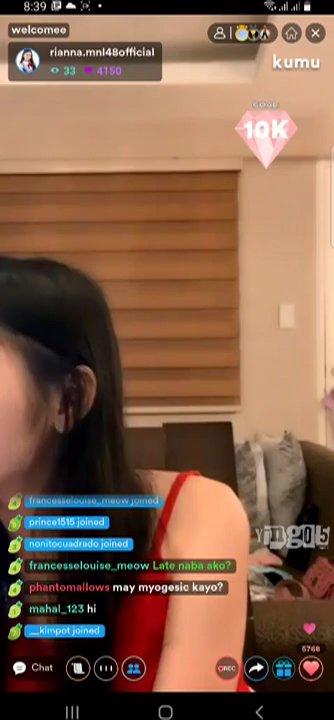 8:39
welcomee
rianna.mnl48official
33 4150
kumu
GOAL
10K
francesselouise_meow joined
prince1515 joined
nonitocuadrado joined
francesselouise_meow Late naba ako?
phantomallows may myogesic kayo?
mahal_123 hi
__kimpot joined
5768
Chat
REC